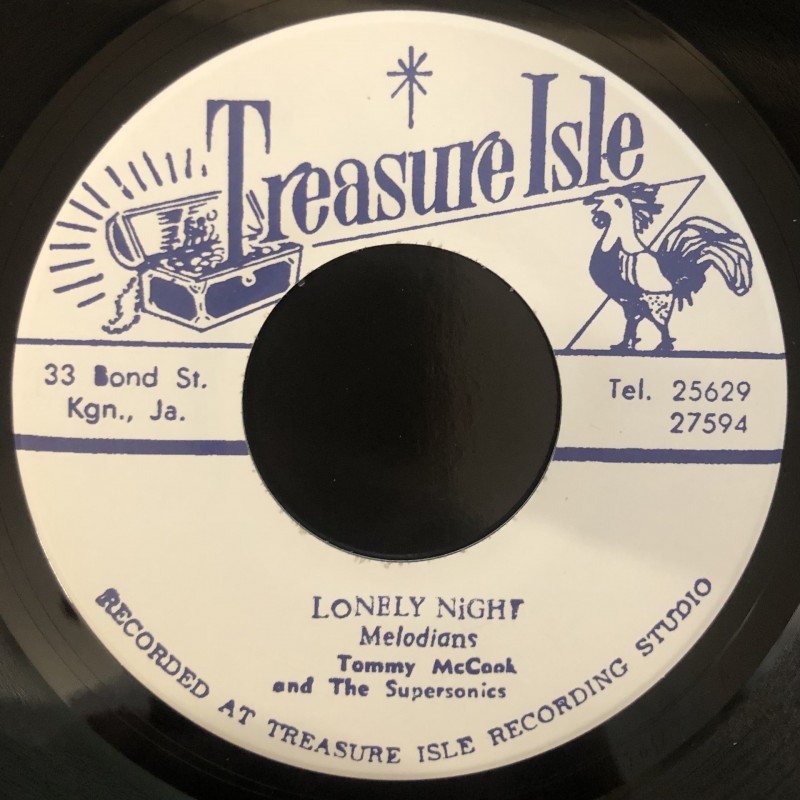 Treasure Isle
33 Bond St.
Kgn., Ja.
Tel. 25629
27594
LONELY NiGHT
Melodians
Tommy McCook
and The Supersonics
RECORDED AT TREASURE ISLE RECORDING STUDIO